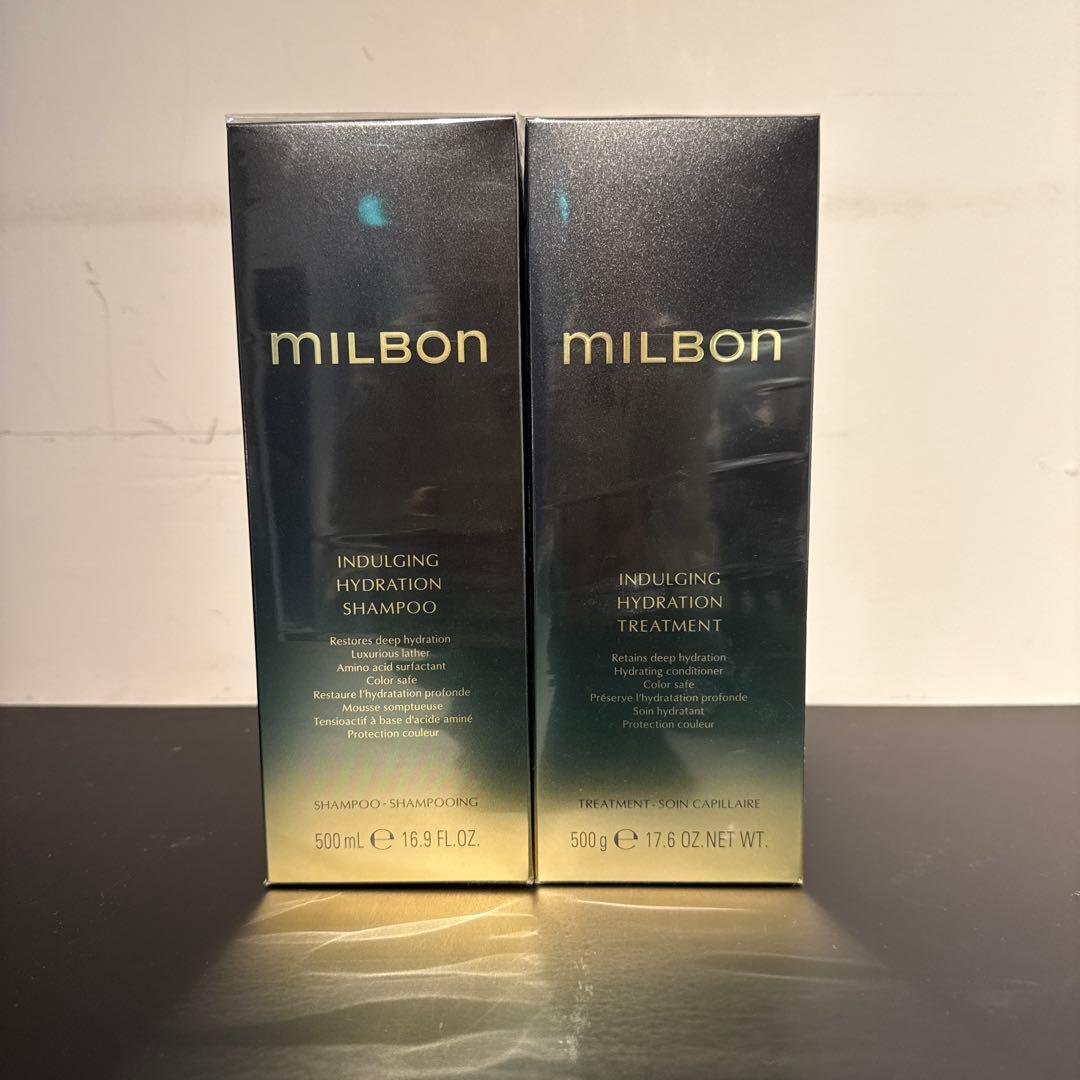 mILBon
INDULGING
HYDRATION
SHAMPOO
Restores deep hydration
Luxurious lather
Amino acid surfactant
Color safe
Restaure l'hydratation profonde
Mousse somptueuse
Tensioactif à base d'acide aminé
Protection couleur
SHAMPOO - SHAMPOOING
500 mL ℮ 16.9 FL.OZ.
mILBon
INDULGING
HYDRATION
TREATMENT
Retains deep hydration
Hydrating conditioner
Color safe
Préserve l'hydratation profonde
Soin hydratant
Protection couleur
TREATMENT - SOIN CAPILLAIRE
500 g ℮ 17.6 OZ. NET WT.